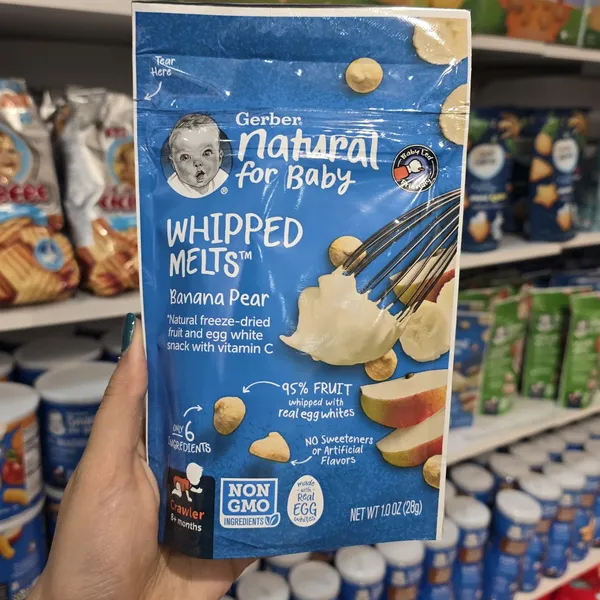 Tear
Here
Gerber
Natural
for Baby
®
Baby Led
WHIPPED
MELTS™
Banana Pear
*Natural freeze-dried
fruit and egg white
snack with vitamin C
95% FRUIT
whipped with
real egg whites
ONLY 6
INGREDIENTS
NO Sweeteners
or Artificial
Flavors
Crawler
8+ months
NON
GMO
INGREDIENTS
made
with
Real
EGG
whites
NET WT 1.0 OZ (28g)